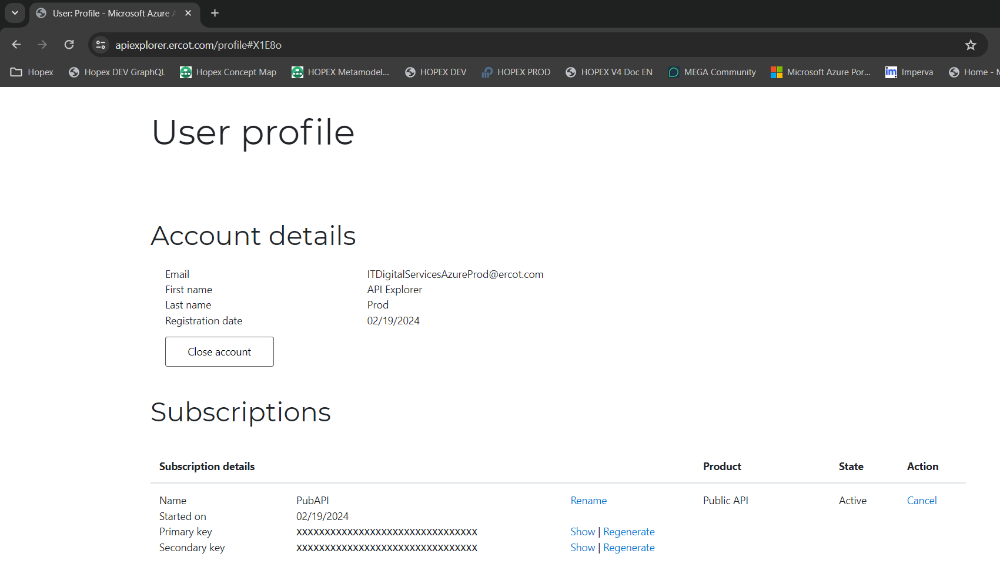 User: Profile - Microsoft Azure
apiexplorer.ercot.com/profile#X1E8o
Hopex Hopex DEV GraphQL Hopex Concept Map HOPEX Metamodel... HOPEX DEV HOPEX PROD HOPEX V4 Doc EN MEGA Community Microsoft Azure Por... im Imperva Home -
User profile
Account details
Email ITDigitalServicesAzureProd@ercot.com
First name API Explorer
Last name Prod
Registration date 02/19/2024
Close account
Subscriptions
Subscription details Product State Action
Name PubAPI Rename Public API Active Cancel
Started on 02/19/2024
Primary key XXXXXXXXXXXXXXXXXXXXXXXXXXXXXXXX Show | Regenerate
Secondary key XXXXXXXXXXXXXXXXXXXXXXXXXXXXXXXX Show | Regenerate